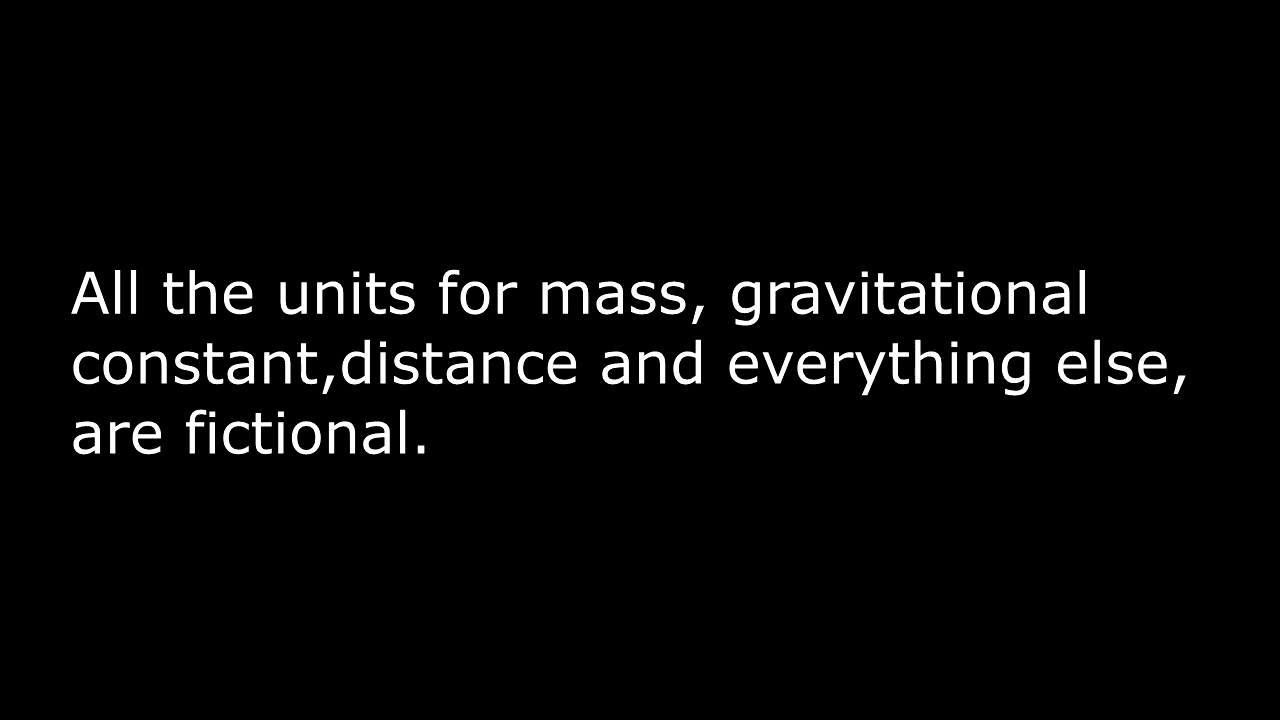 All the units for mass, gravitational
constant,distance and everything else,
are fictional.